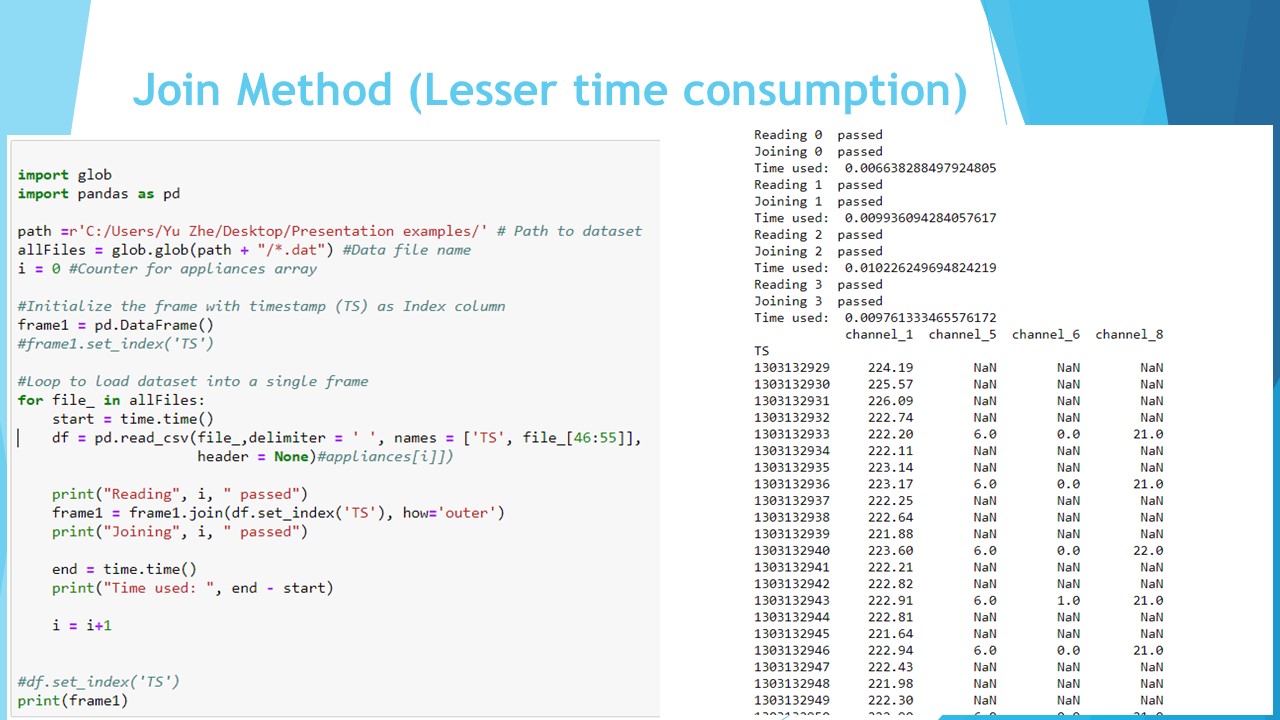 Join Method (Lesser time consumption)
import glob
import pandas as pd
path =r'C:/Users/Yu Zhe/Desktop/Presentation examples/' # Path to dataset
allFiles = glob.glob(path + "/*.dat") #Data file name
i = 0 #Counter for appliances array
#Initialize the frame with timestamp (TS) as Index column
frame1 = pd.DataFrame()
#frame1.set_index('TS')
#Loop to load dataset into a single frame
for file_ in allFiles:
    start = time.time()
    df = pd.read_csv(file_,delimiter = ' ', names = ['TS', file_[46:55]],
                     header = None)#appliances[i]])
    print("Reading", i, " passed")
    frame1 = frame1.join(df.set_index('TS'), how='outer')
    print("Joining", i, " passed")
    end = time.time()
    print("Time used: ", end - start)
    i = i+1
#df.set_index('TS')
print(frame1)
Reading 0  passed
Joining 0  passed
Time used:  0.006638288497924805
Reading 1  passed
Joining 1  passed
Time used:  0.009936094284057617
Reading 2  passed
Joining 2  passed
Time used:  0.010226249694824219
Reading 3  passed
Joining 3  passed
Time used:  0.009761333465576172
channel_1  channel_5  channel_6  channel_8
TS
1303132929 224.19 NaN NaN NaN
1303132930 225.57 NaN NaN NaN
1303132931 226.09 NaN NaN NaN
1303132932 222.74 NaN NaN NaN
1303132933 222.20 6.0 0.0 21.0
1303132934 222.11 NaN NaN NaN
1303132935 223.14 NaN NaN NaN
1303132936 223.17 6.0 0.0 21.0
1303132937 222.25 NaN NaN NaN
1303132938 222.64 NaN NaN NaN
1303132939 221.88 NaN NaN NaN
1303132940 223.60 6.0 0.0 22.0
1303132941 222.21 NaN NaN NaN
1303132942 222.82 NaN NaN NaN
1303132943 222.91 6.0 1.0 21.0
1303132944 222.81 NaN NaN NaN
1303132945 221.64 NaN NaN NaN
1303132946 222.94 6.0 0.0 21.0
1303132947 222.43 NaN NaN NaN
1303132948 221.98 NaN NaN NaN
1303132949 222.30 NaN NaN NaN